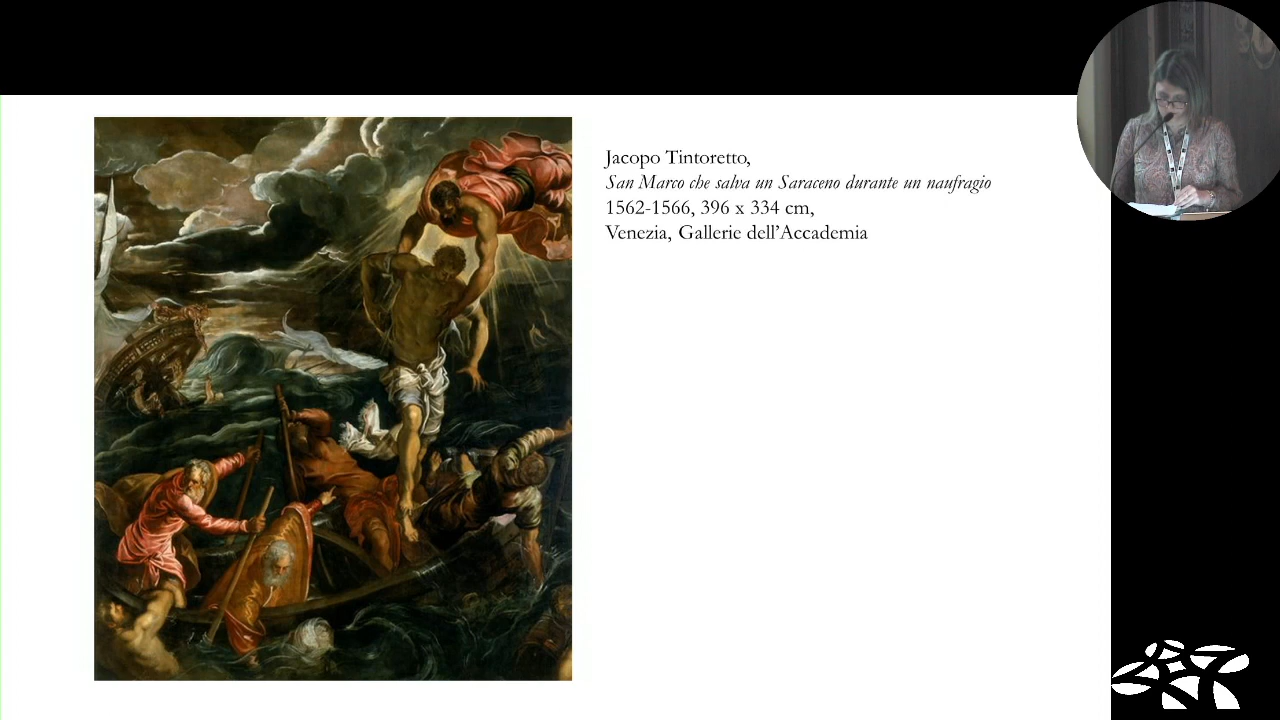 Jacopo Tintoretto,
San Marco che salva un Saraceno durante un naufragio
1562-1566, 396 x 334 cm,
Venezia, Gallerie dell’Accademia